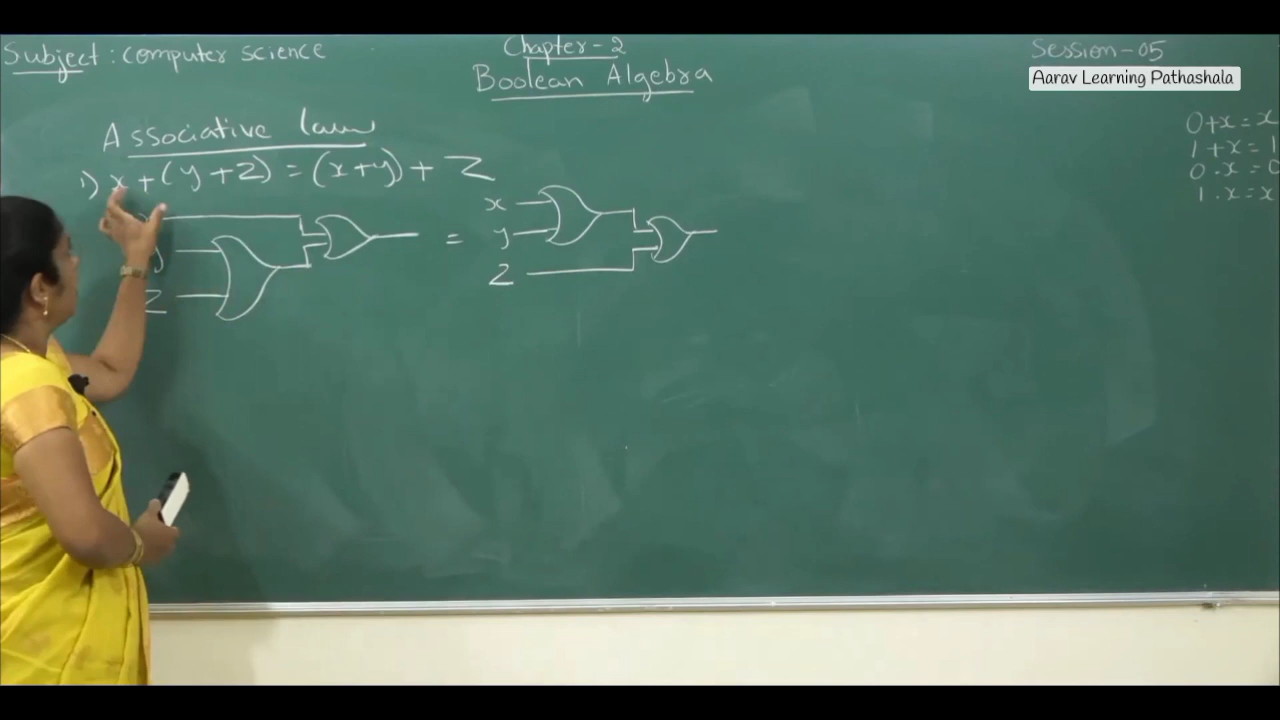 Subject : computer science
Chapter - 2
Boolean Algebra
Session - 05
Aarav Learning Pathashala
Associative law
1) x + (y + z) = (x + y) + z
y
z
=
x
y
z
0 + x = x
1 + x = 1
0 . x = 0
1 . x = x